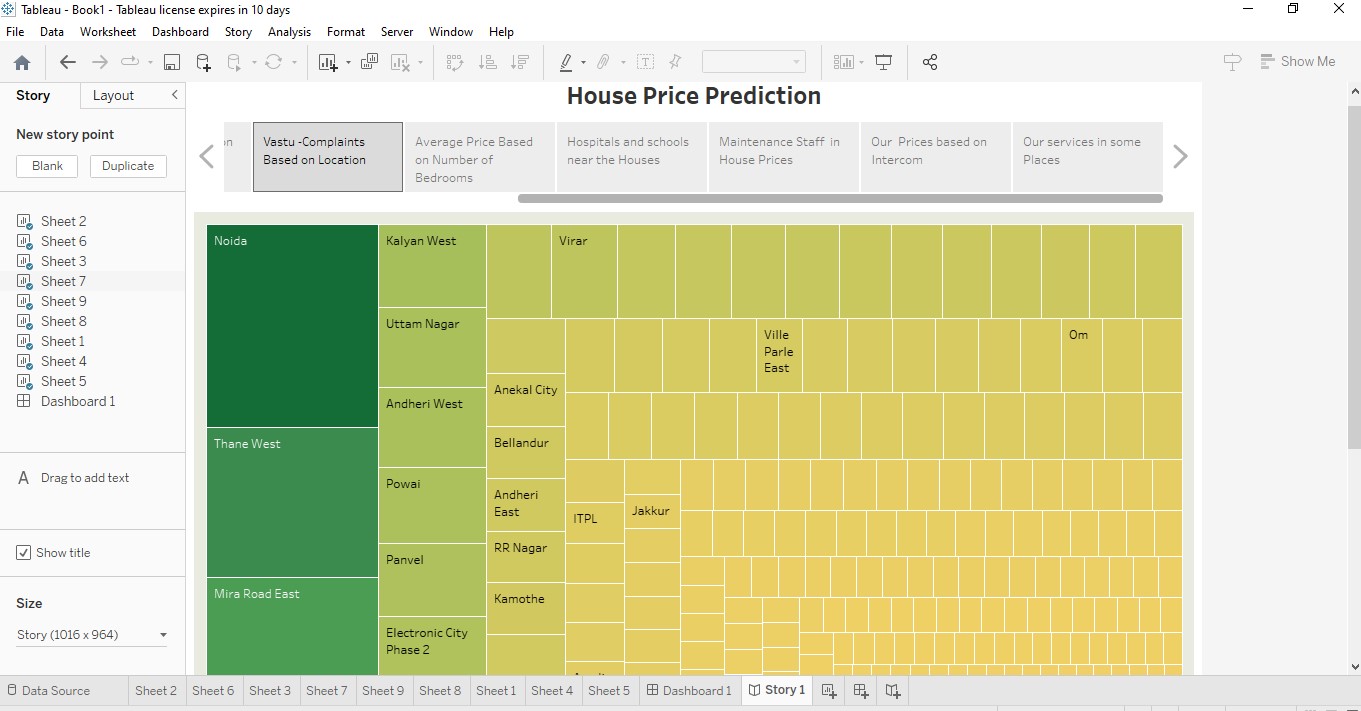 Tableau - Book1 - Tableau license expires in 10 days
File Data Worksheet Dashboard Story Analysis Format Server Window Help
Show Me
Story Layout
New story point
Blank Duplicate
Sheet 2
Sheet 6
Sheet 3
Sheet 7
Sheet 9
Sheet 8
Sheet 1
Sheet 4
Sheet 5
Dashboard 1
A Drag to add text
Show title
Size
Story (1016 x 964)
House Price Prediction
Vastu -Complaints
Based on Location
Average Price Based
on Number of
Bedrooms
Hospitals and schools
near the Houses
Maintenance Staff in
House Prices
Our Prices based on
Intercom
Our services in some
Places
Noida
Thane West
Mira Road East
Kalyan West
Uttam Nagar
Andheri West
Powai
Panvel
Electronic City
Phase 2
Anekal City
Bellandur
Andheri
East
RR Nagar
Kamothe
Virar
Ville
Parle
East
Om
ITPL
Jakkur
Data Source Sheet 2 Sheet 6 Sheet 3 Sheet 7 Sheet 9 Sheet 8 Sheet 1 Sheet 4 Sheet 5 Dashboard 1 Story 1